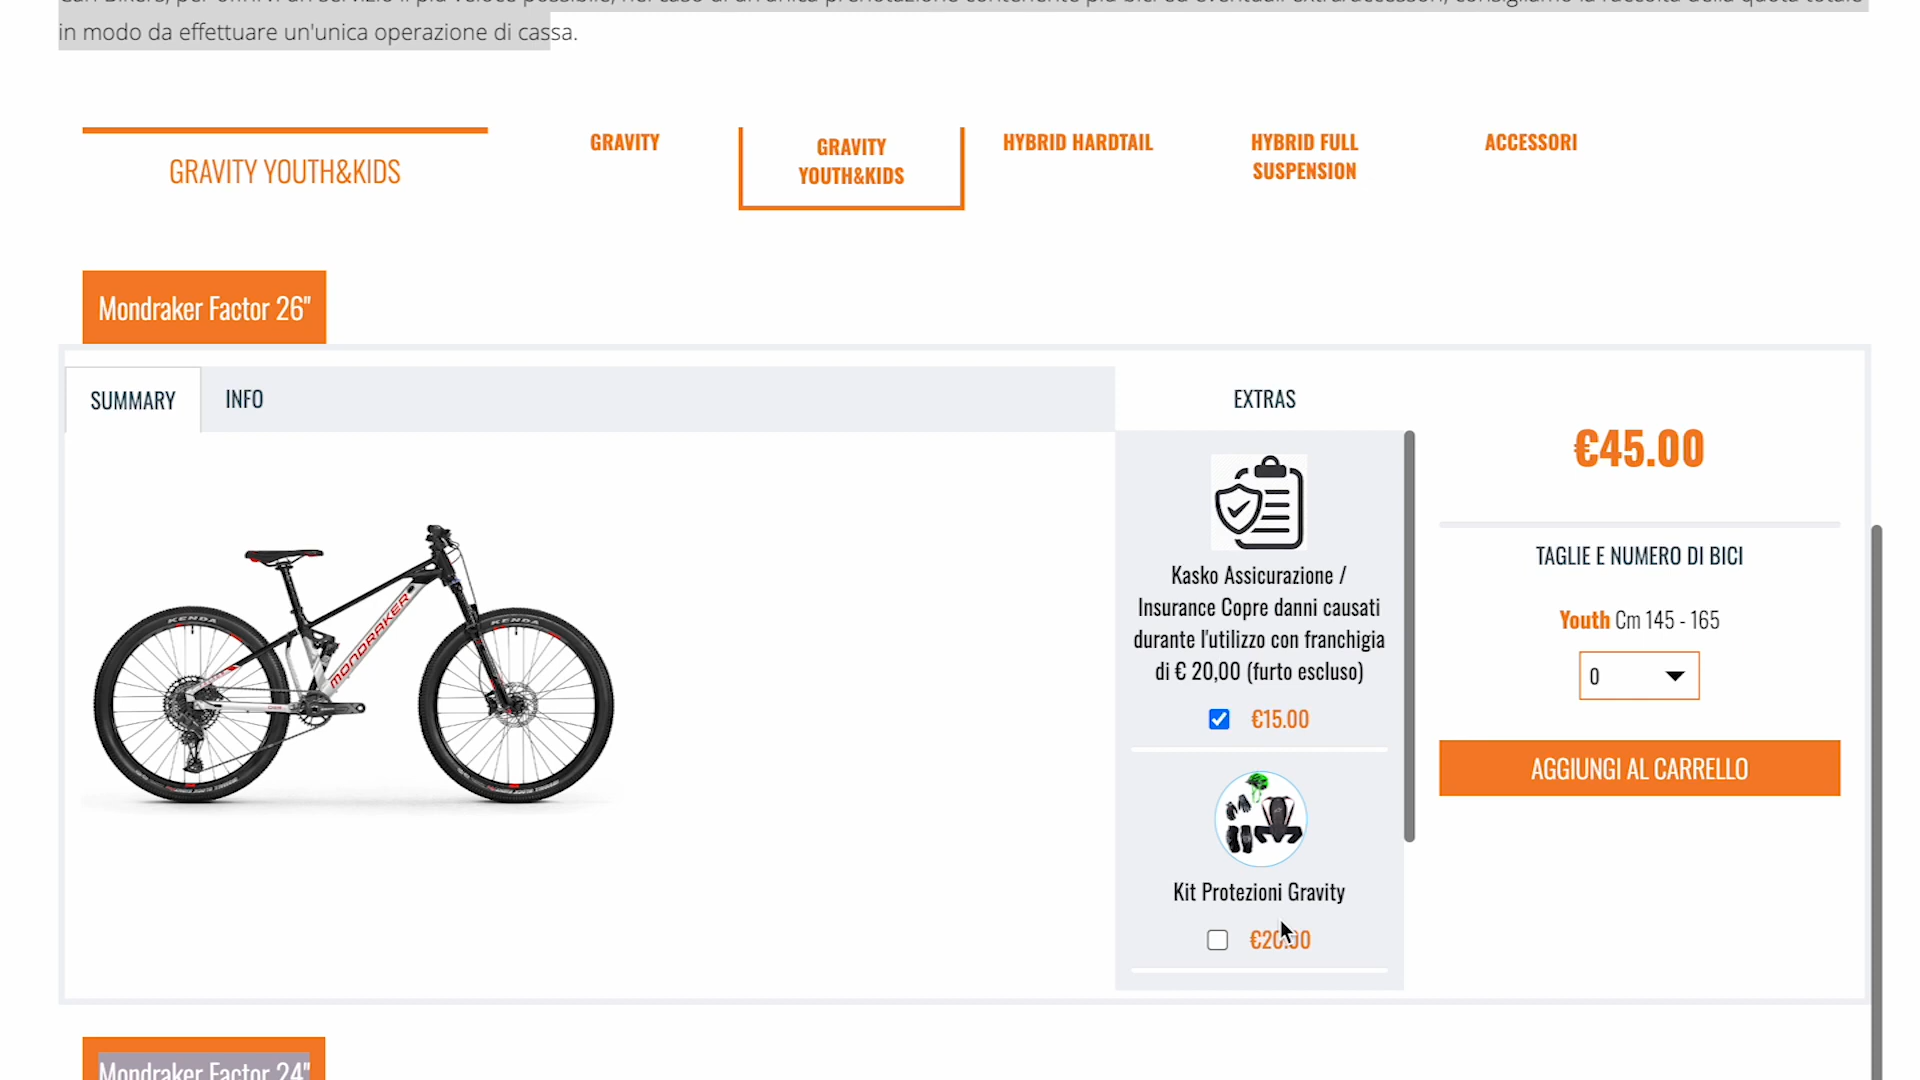 in modo da effettuare un'unica operazione di cassa.
GRAVITY YOUTH&KIDS
GRAVITY
GRAVITY
YOUTH&KIDS
HYBRID HARDTAIL
HYBRID FULL
SUSPENSION
ACCESSORI
Mondraker Factor 26"
SUMMARY
INFO
EXTRAS
€45.00
Kasko Assicurazione /
Insurance Copre danni causati
durante l'utilizzo con franchigia
di € 20,00 (furto escluso)
€15.00
TAGLIE E NUMERO DI BICI
Youth Cm 145 - 165
0
AGGIUNGI AL CARRELLO
KENDA
KENDA
MONDRAKER
Kit Protezioni Gravity
€20.00
Mondraker Factor 24"